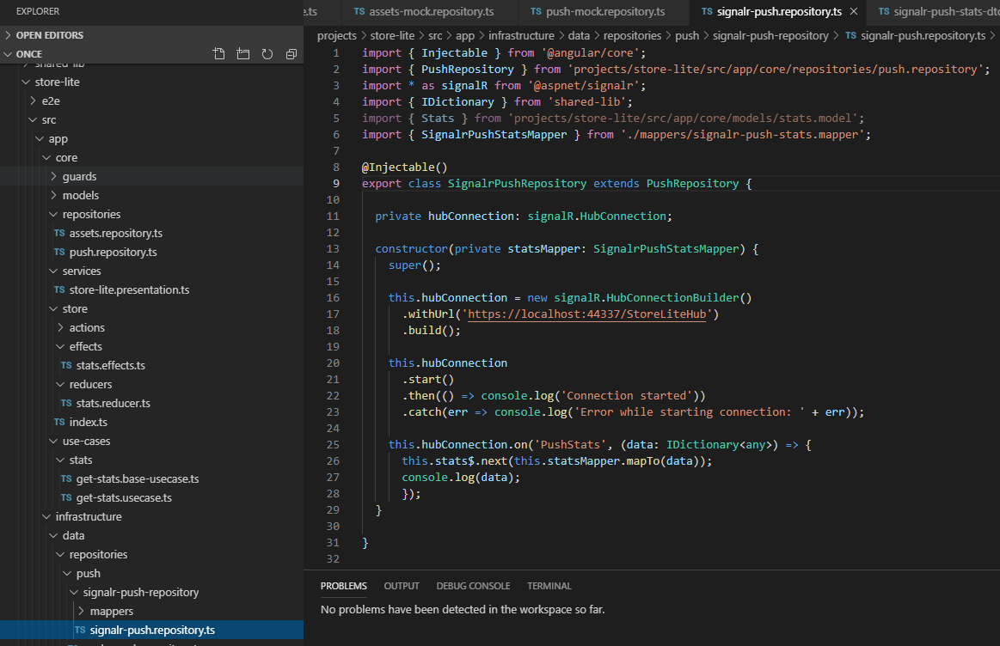 EXPLORER
OPEN EDITORS
ONCE
shared-lib
store-lite
e2e
src
app
core
guards
models
repositories
TS assets.repository.ts
TS push.repository.ts
services
TS store-lite.presentation.ts
store
actions
effects
TS stats.effects.ts
reducers
TS stats.reducer.ts
TS index.ts
use-cases
stats
TS get-stats.base-usecase.ts
TS get-stats.usecase.ts
infrastructure
data
repositories
push
signalr-push-repository
mappers
TS signalr-push.repository.ts
e.ts TS assets-mock.repository.ts TS push-mock.repository.ts TS signalr-push.repository.ts × TS signalr-push-stats-dt
projects > store-lite > src > app > infrastructure > data > repositories > push > signalr-push-repository > TS signalr-push.repository.ts >
1 import { Injectable } from '@angular/core';
2 import { PushRepository } from 'projects/store-lite/src/app/core/repositories/push.repository';
3 import * as signalR from '@aspnet/signalr';
4 import { IDictionary } from 'shared-lib';
5 import { Stats } from 'projects/store-lite/src/app/core/models/stats.model';
6 import { SignalrPushStatsMapper } from './mappers/signalr-push-stats.mapper';
7
8 @Injectable()
9 export class SignalrPushRepository extends PushRepository {
10
11 private hubConnection: signalR.HubConnection;
12
13 constructor(private statsMapper: SignalrPushStatsMapper) {
14 super();
15
16 this.hubConnection = new signalR.HubConnectionBuilder()
17 .withUrl('https://localhost:44337/StoreLiteHub')
18 .build();
19
20 this.hubConnection
21 .start()
22 .then(() => console.log('Connection started'))
23 .catch(err => console.log('Error while starting connection: ' + err));
24
25 this.hubConnection.on('PushStats', (data: IDictionary<any>) => {
26 this.stats$.next(this.statsMapper.mapTo(data));
27 console.log(data);
28 });
29 }
30
31 }
32
PROBLEMS OUTPUT DEBUG CONSOLE TERMINAL
No problems have been detected in the workspace so far.